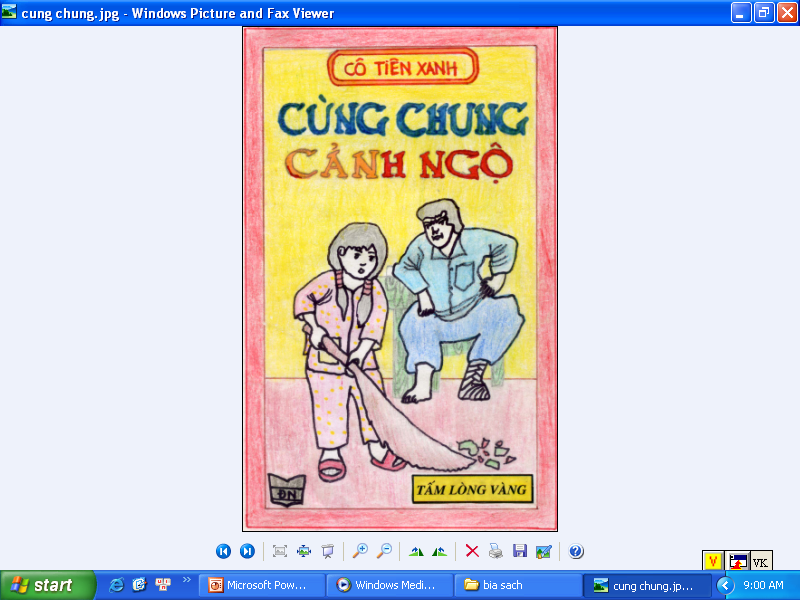 cung chung.jpg - Windows Picture and Fax Viewer
CÔ TIÊN XANH
CÙNG CHUNG
CẢNH NGỘ
ĐN
TẤM LÒNG VÀNG
V
VK
start
Microsoft Pow...
Windows Medi...
bia sach
cung chung.jp...
9:00 AM